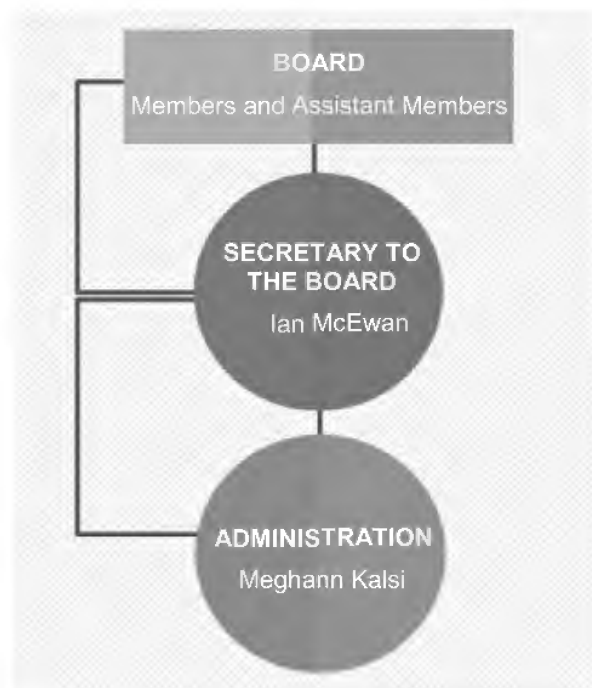 BOARD
Members and Assistant Members
SECRETARY TO
THE BOARD
Ian McEwan
ADMINISTRATION
Meghann Kalsi